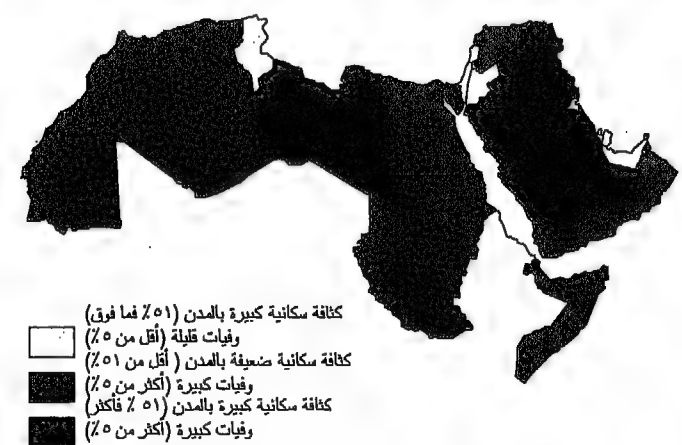 كثافة سكانية كبيرة بالمدن (٥١٪ فما فوق)
وفيات قليلة (أقل من ٥٪)
كثافة سكانية ضعيفة بالمدن ( أقل من ٥١٪)
وفيات كبيرة (أكثر من ٥٪)
كثافة سكانية كبيرة بالمدن (٥١ ٪ فأكثر)
وفيات كبيرة (أكثر من ٥٪)